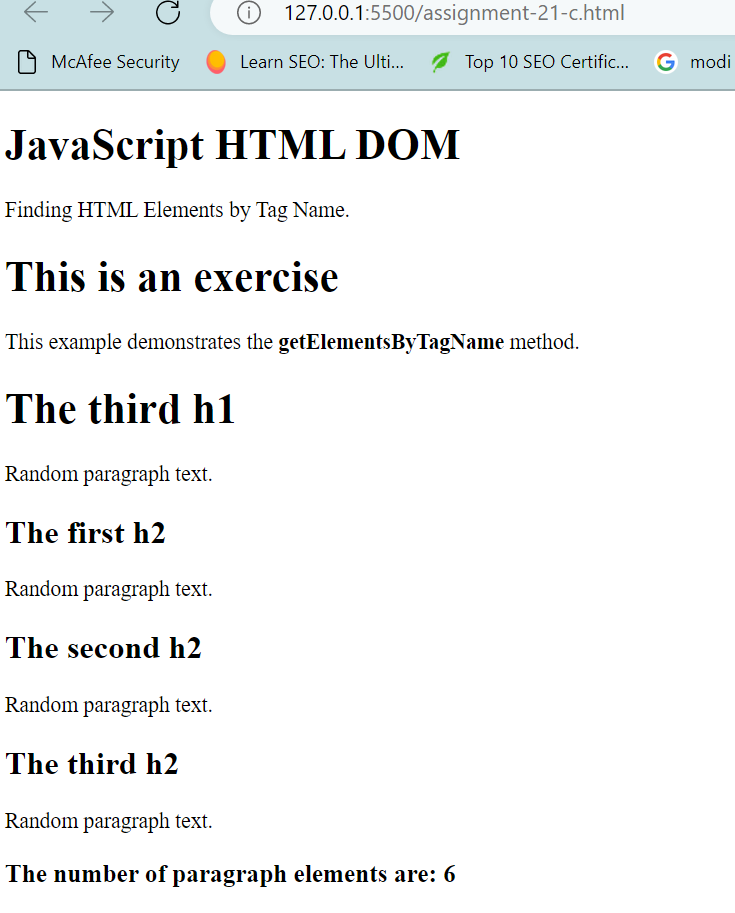 127.0.0.1:5500/assignment-21-c.html
McAfee Security Learn SEO: The Ulti... Top 10 SEO Certific... modi
JavaScript HTML DOM
Finding HTML Elements by Tag Name.
This is an exercise
This example demonstrates the getElementsByTagName method.
The third h1
Random paragraph text.
The first h2
Random paragraph text.
The second h2
Random paragraph text.
The third h2
Random paragraph text.
The number of paragraph elements are: 6